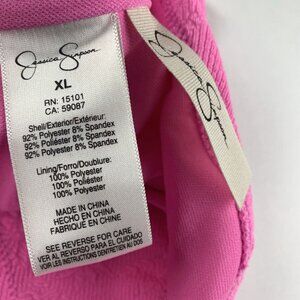 Jessica Simpson
XL
RN: 15101
CA: 59087
Shell/Exterior/Extérieur:
92% Polyester 8% Spandex
92% Poliéster 8% Spandex
92% Polyester 8% Spandex
Lining/Forro/Doublure:
100% Polyester
100% Poliéster
100% Polyester
MADE IN CHINA
HECHO EN CHINA
FABRIQUÉ EN CHINE
SEE REVERSE FOR CARE
VER AL REVERSO PARA EL CUIDADO
VOIR LES INSTRUCTIONS D'ENTRETIEN AU DOS
Jessica Simpson